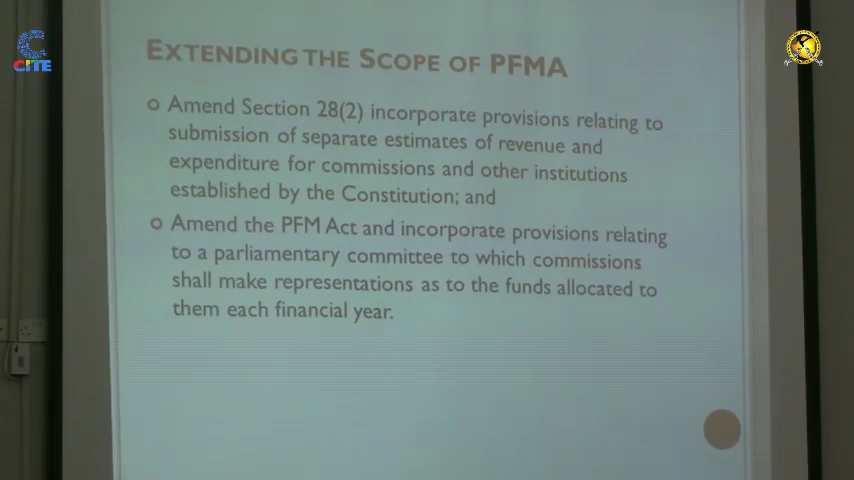 CITE
EXTENDING THE SCOPE OF PFMA
Amend Section 28(2) incorporate provisions relating to
submission of separate estimates of revenue and
expenditure for commissions and other institutions
established by the Constitution; and
Amend the PFM Act and incorporate provisions relating
to a parliamentary committee to which commissions
shall make representations as to the funds allocated to
them each financial year.